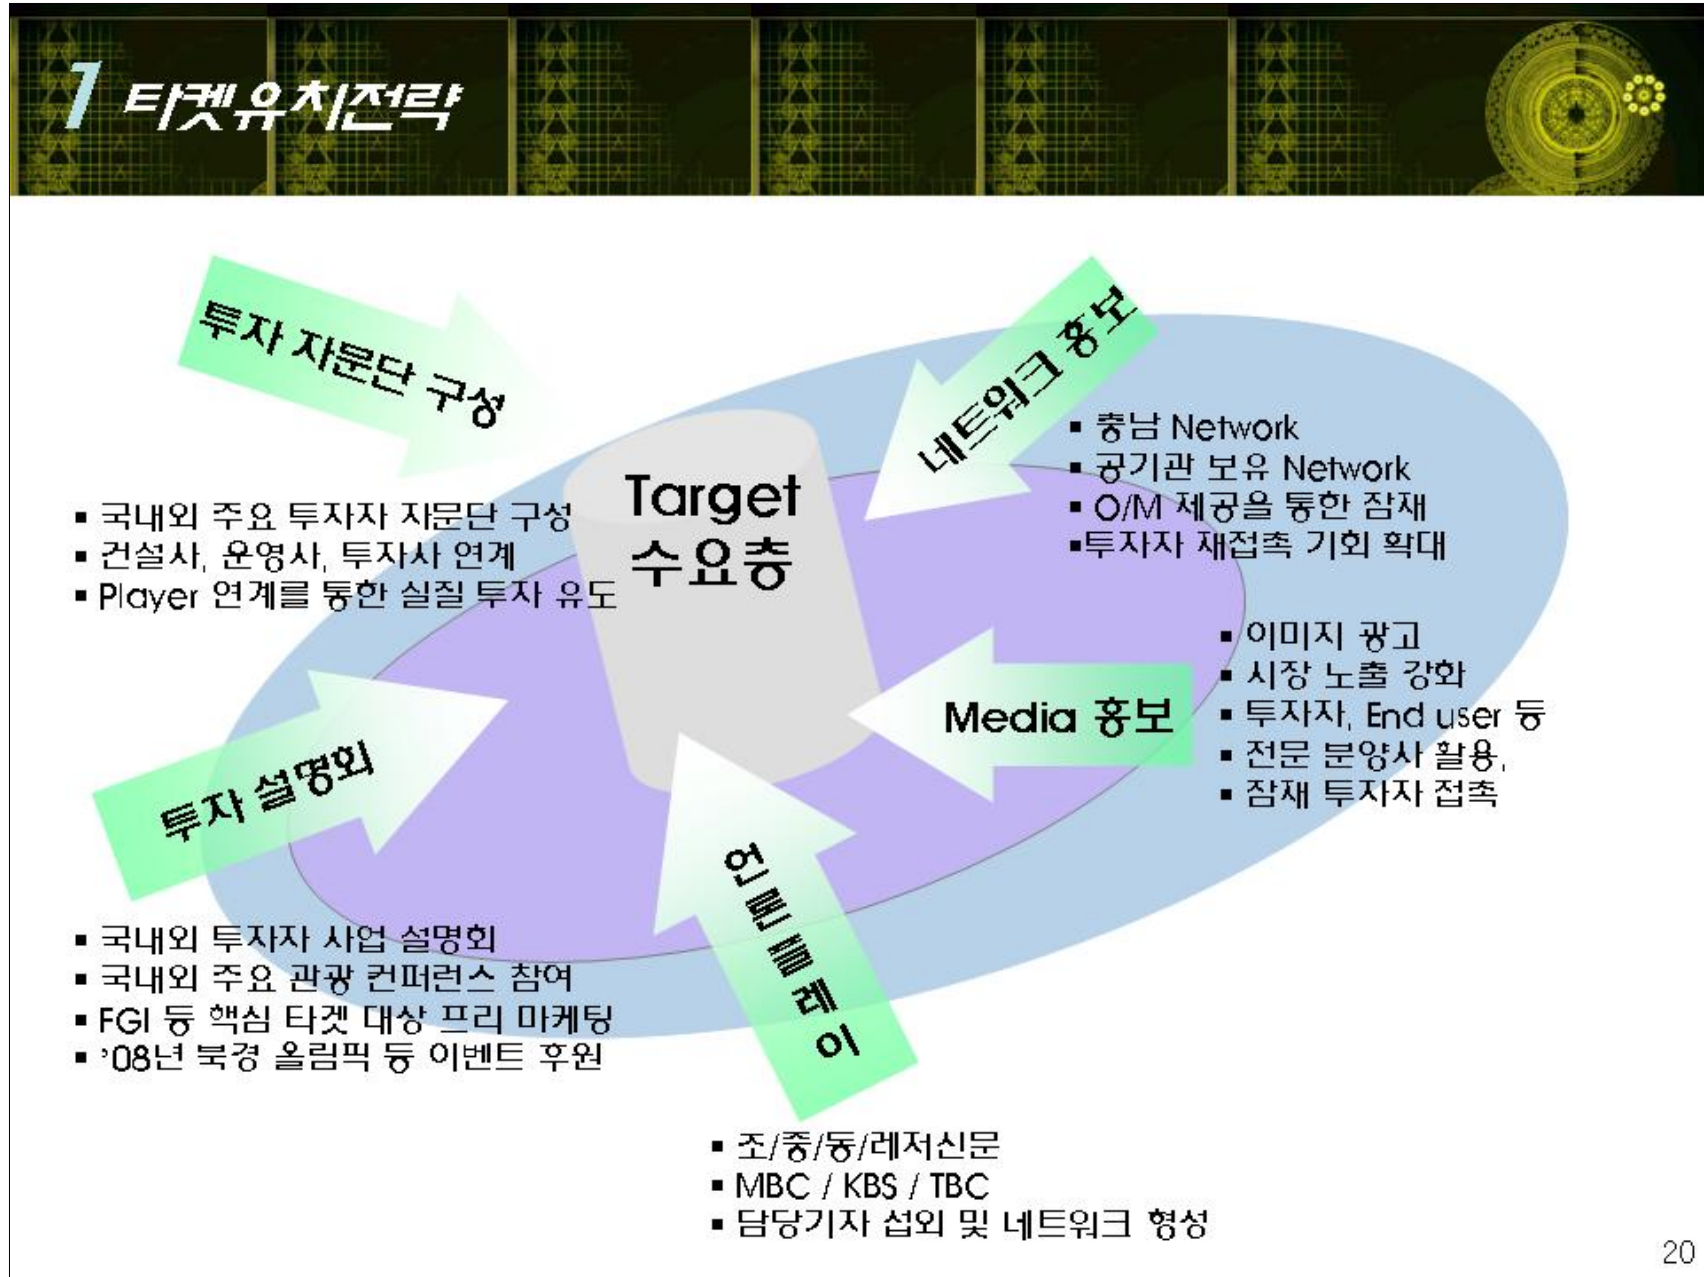 1 타켓유치전략
투자 자문단 구성
▪ 국내외 주요 투자자 자문단 구성
▪ 건설사, 운영사, 투자사 연계
▪ Player 연계를 통한 실질 투자 유도
네트워크 홍보
▪ 충남 Network
▪ 공기관 보유 Network
▪ O/M 제공을 통한 잠재
▪투자자 재접촉 기회 확대
Target
수요층
Media 홍보
▪ 이미지 광고
▪ 시장 노출 강화
▪ 투자자, End user 등
▪ 전문 분양사 활용,
▪ 잠재 투자자 접촉
투자 설명회
▪ 국내외 투자자 사업 설명회
▪ 국내외 주요 관광 컨퍼런스 참여
▪ FGI 등 핵심 타겟 대상 프리 마케팅
▪ ’08년 북경 올림픽 등 이벤트 후원
언론플레이
▪ 조/중/동/레저신문
▪ MBC / KBS / TBC
▪ 담당기자 섭외 및 네트워크 형성
20